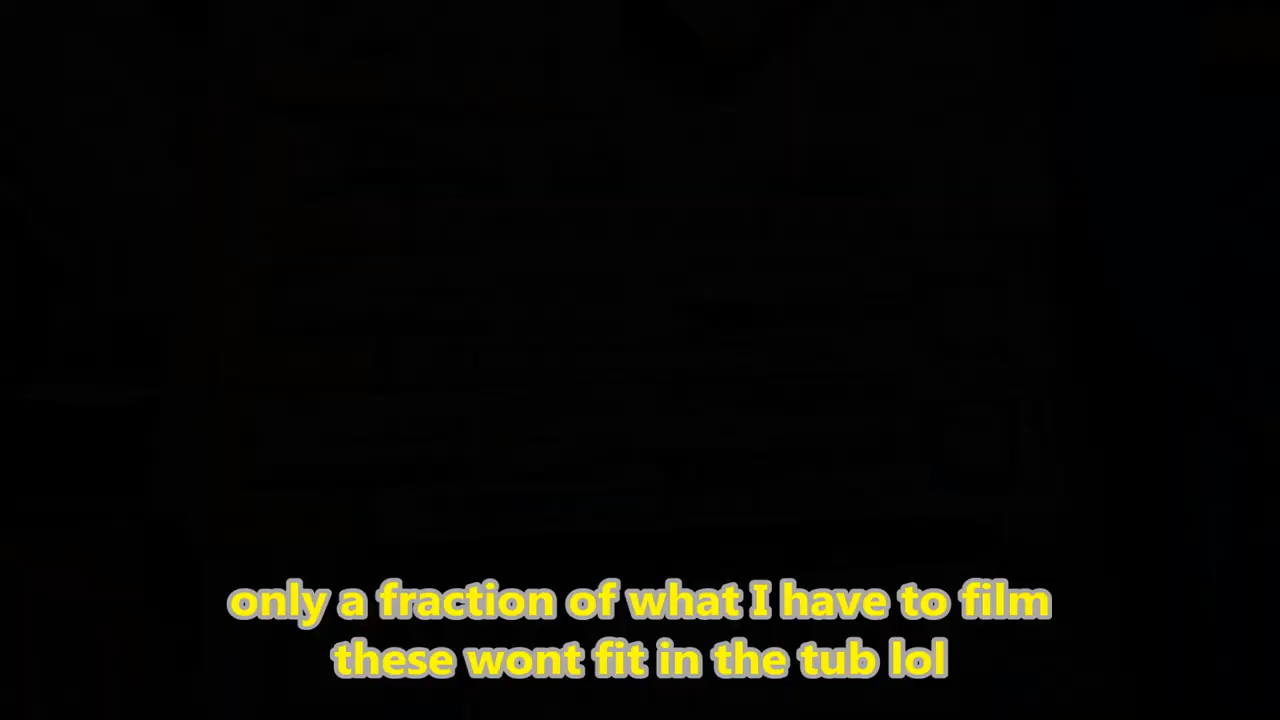 only a fraction of what I have to film
these wont fit in the tub lol